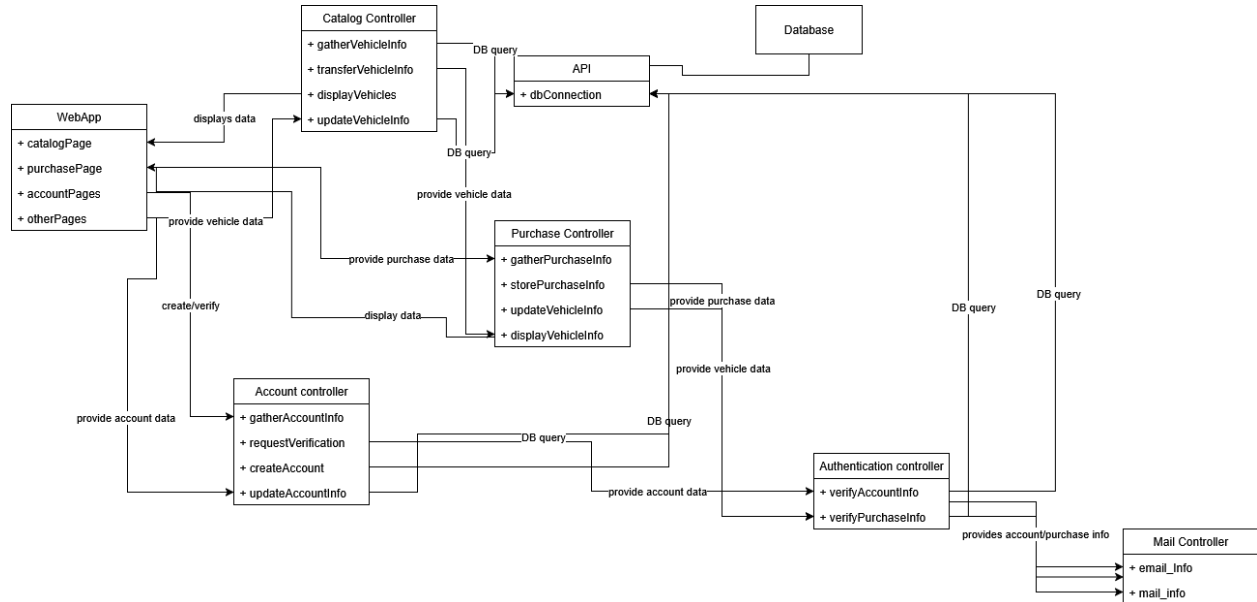 Catalog Controller
+ gatherVehicleInfo
+ transferVehicleInfo
+ displayVehicles
+ updateVehicleInfo
Database
DB query
API
+ dbConnection
DB query
WebApp
+ catalogPage
+ purchasePage
+ accountPages
+ otherPages
displays data
provide vehicle data
provide vehicle data
Purchase Controller
+ gatherPurchaseInfo
+ storePurchaseInfo
+ updateVehicleInfo
+ displayVehicleInfo
provide purchase data
display data
create/verify
provide purchase data
provide vehicle data
DB query
DB query
Account controller
+ gatherAccountInfo
+ requestVerification
+ createAccount
+ updateAccountInfo
provide account data
DB query
DB query
provide account data
Authentication controller
+ verifyAccountInfo
+ verifyPurchaseInfo
provides account/purchase info
Mail Controller
+ email_Info
+ mail_info